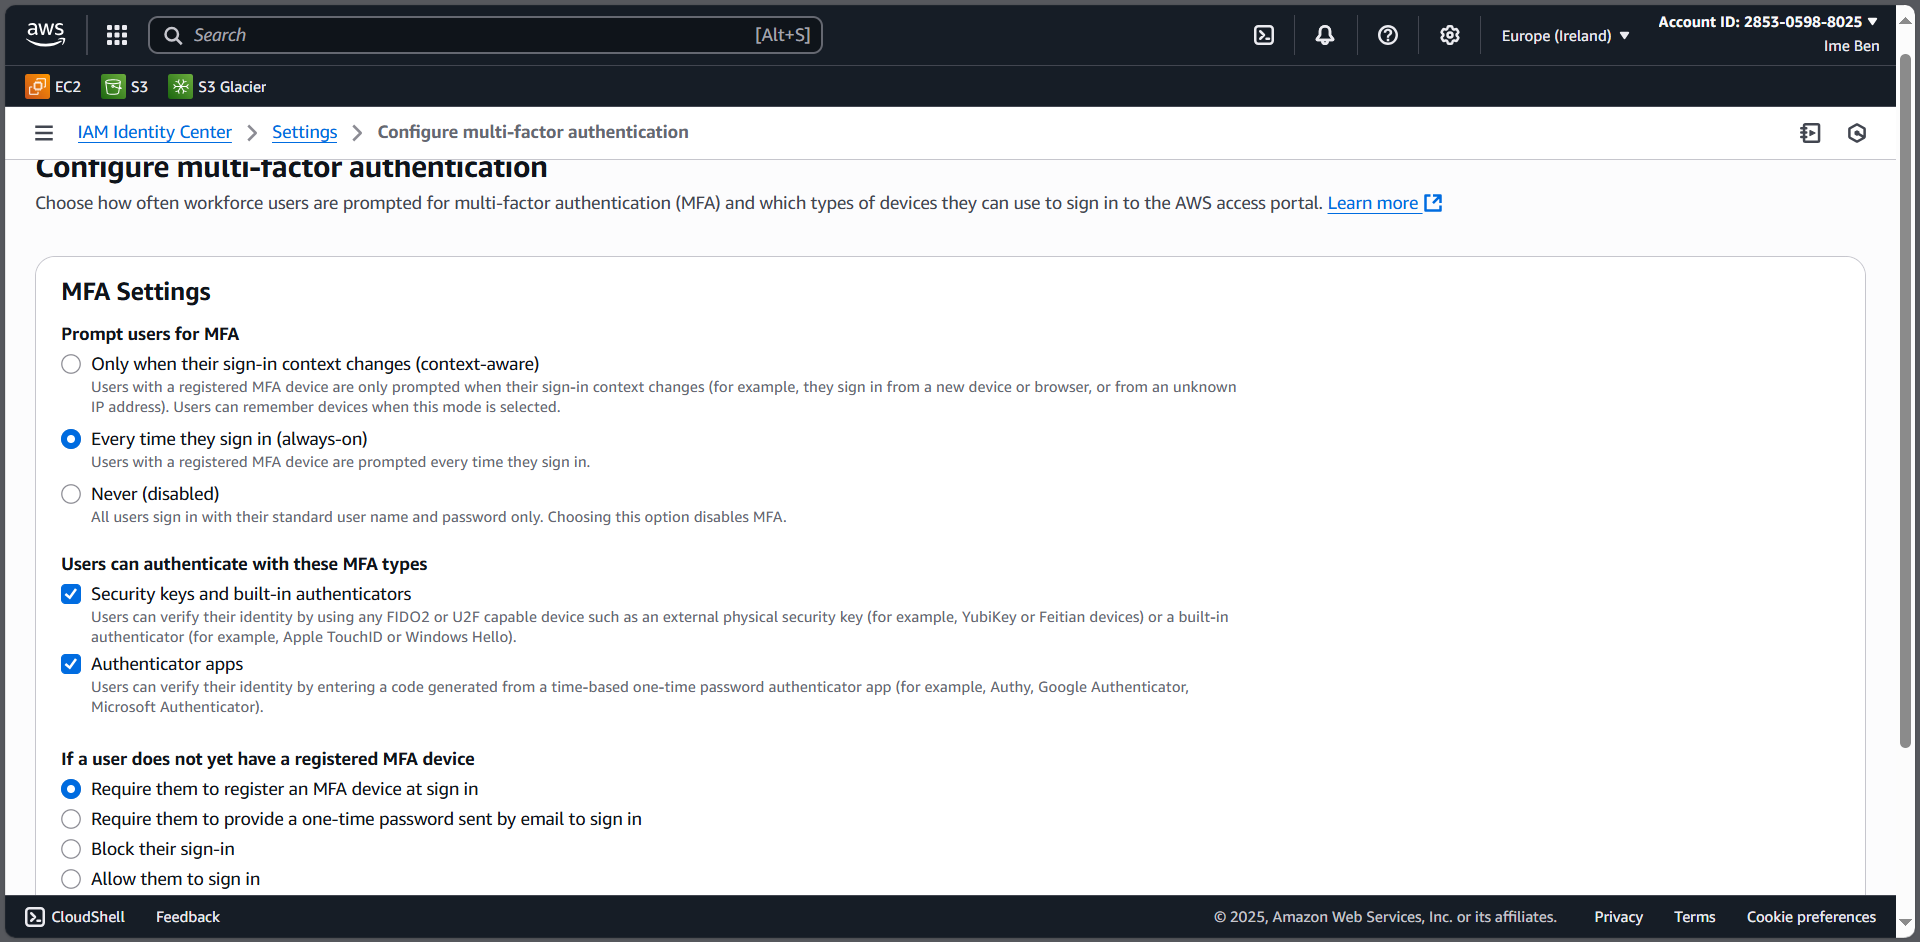 aws
Search
[Alt+S]
Europe (Ireland)
Account ID: 2853-0598-8025
Ime Ben
EC2
S3
S3 Glacier
IAM Identity Center
Settings
Configure multi-factor authentication
Configure multi-factor authentication
Choose how often workforce users are prompted for multi-factor authentication (MFA) and which types of devices they can use to sign in to the AWS access portal. Learn more
MFA Settings
Prompt users for MFA
Only when their sign-in context changes (context-aware)
Users with a registered MFA device are only prompted when their sign-in context changes (for example, they sign in from a new device or browser, or from an unknown
IP address). Users can remember devices when this mode is selected.
Every time they sign in (always-on)
Users with a registered MFA device are prompted every time they sign in.
Never (disabled)
All users sign in with their standard user name and password only. Choosing this option disables MFA.
Users can authenticate with these MFA types
Security keys and built-in authenticators
Users can verify their identity by using any FIDO2 or U2F capable device such as an external physical security key (for example, YubiKey or Feitian devices) or a built-in
authenticator (for example, Apple TouchID or Windows Hello).
Authenticator apps
Users can verify their identity by entering a code generated from a time-based one-time password authenticator app (for example, Authy, Google Authenticator,
Microsoft Authenticator).
If a user does not yet have a registered MFA device
Require them to register an MFA device at sign in
Require them to provide a one-time password sent by email to sign in
Block their sign-in
Allow them to sign in
CloudShell
Feedback
© 2025, Amazon Web Services, Inc. or its affiliates.
Privacy
Terms
Cookie preferences